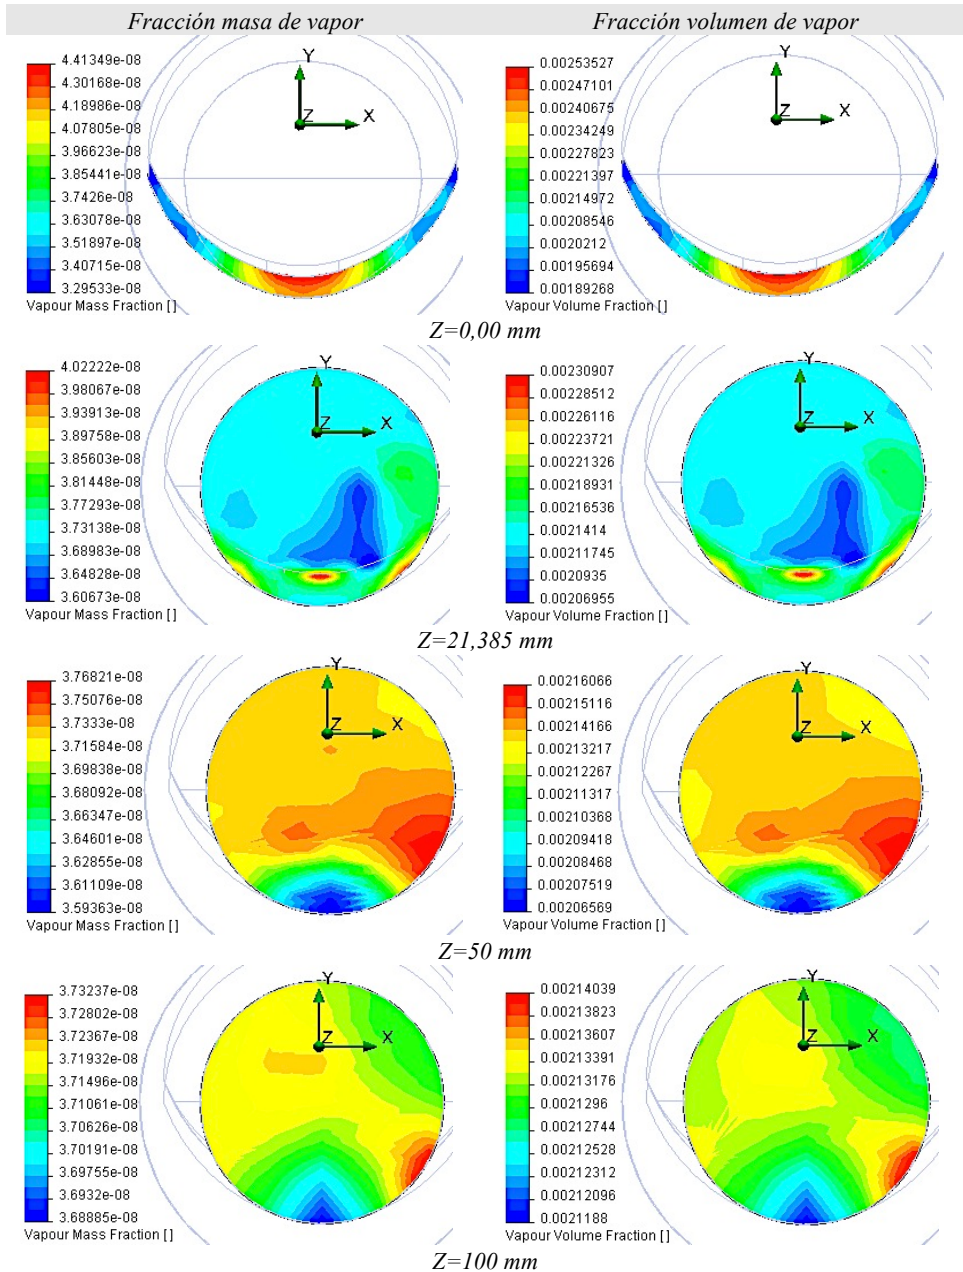 Fracción masa de vapor
Fracción volumen de vapor
4.41349e-08
4.30168e-08
4.18986e-08
4.07805e-08
3.96623e-08
3.85441e-08
3.7426e-08
3.63078e-08
3.51897e-08
3.40715e-08
3.29533e-08
Vapour Mass Fraction [ ]
Y
X
Z
0.00253527
0.00247101
0.00240675
0.00234249
0.00227823
0.00221397
0.00214972
0.00208546
0.0020212
0.00195694
0.00189268
Vapour Volume Fraction [ ]
Y
X
Z
Z=0,00 mm
4.02222e-08
3.98067e-08
3.93913e-08
3.89758e-08
3.85603e-08
3.81448e-08
3.77293e-08
3.73138e-08
3.68983e-08
3.64828e-08
3.60673e-08
Vapour Mass Fraction [ ]
Y
X
Z
0.00230907
0.00228512
0.00226116
0.00223721
0.00221326
0.00218931
0.00216536
0.0021414
0.00211745
0.0020935
0.00206955
Vapour Volume Fraction [ ]
Y
X
Z
Z=21,385 mm
3.76821e-08
3.75076e-08
3.7333e-08
3.71584e-08
3.69838e-08
3.68092e-08
3.66347e-08
3.64601e-08
3.62855e-08
3.61109e-08
3.59363e-08
Vapour Mass Fraction [ ]
Y
X
Z
0.00216066
0.00215116
0.00214166
0.00213217
0.00212267
0.00211317
0.00210368
0.00209418
0.00208468
0.00207519
0.00206569
Vapour Volume Fraction [ ]
Y
X
Z
Z=50 mm
3.73237e-08
3.72802e-08
3.72367e-08
3.71932e-08
3.71496e-08
3.71061e-08
3.70626e-08
3.70191e-08
3.69755e-08
3.6932e-08
3.68885e-08
Vapour Mass Fraction [ ]
Y
X
Z
0.00214039
0.00213823
0.00213607
0.00213391
0.00213176
0.0021296
0.00212744
0.00212528
0.00212312
0.00212096
0.0021188
Vapour Volume Fraction [ ]
Y
X
Z
Z=100 mm